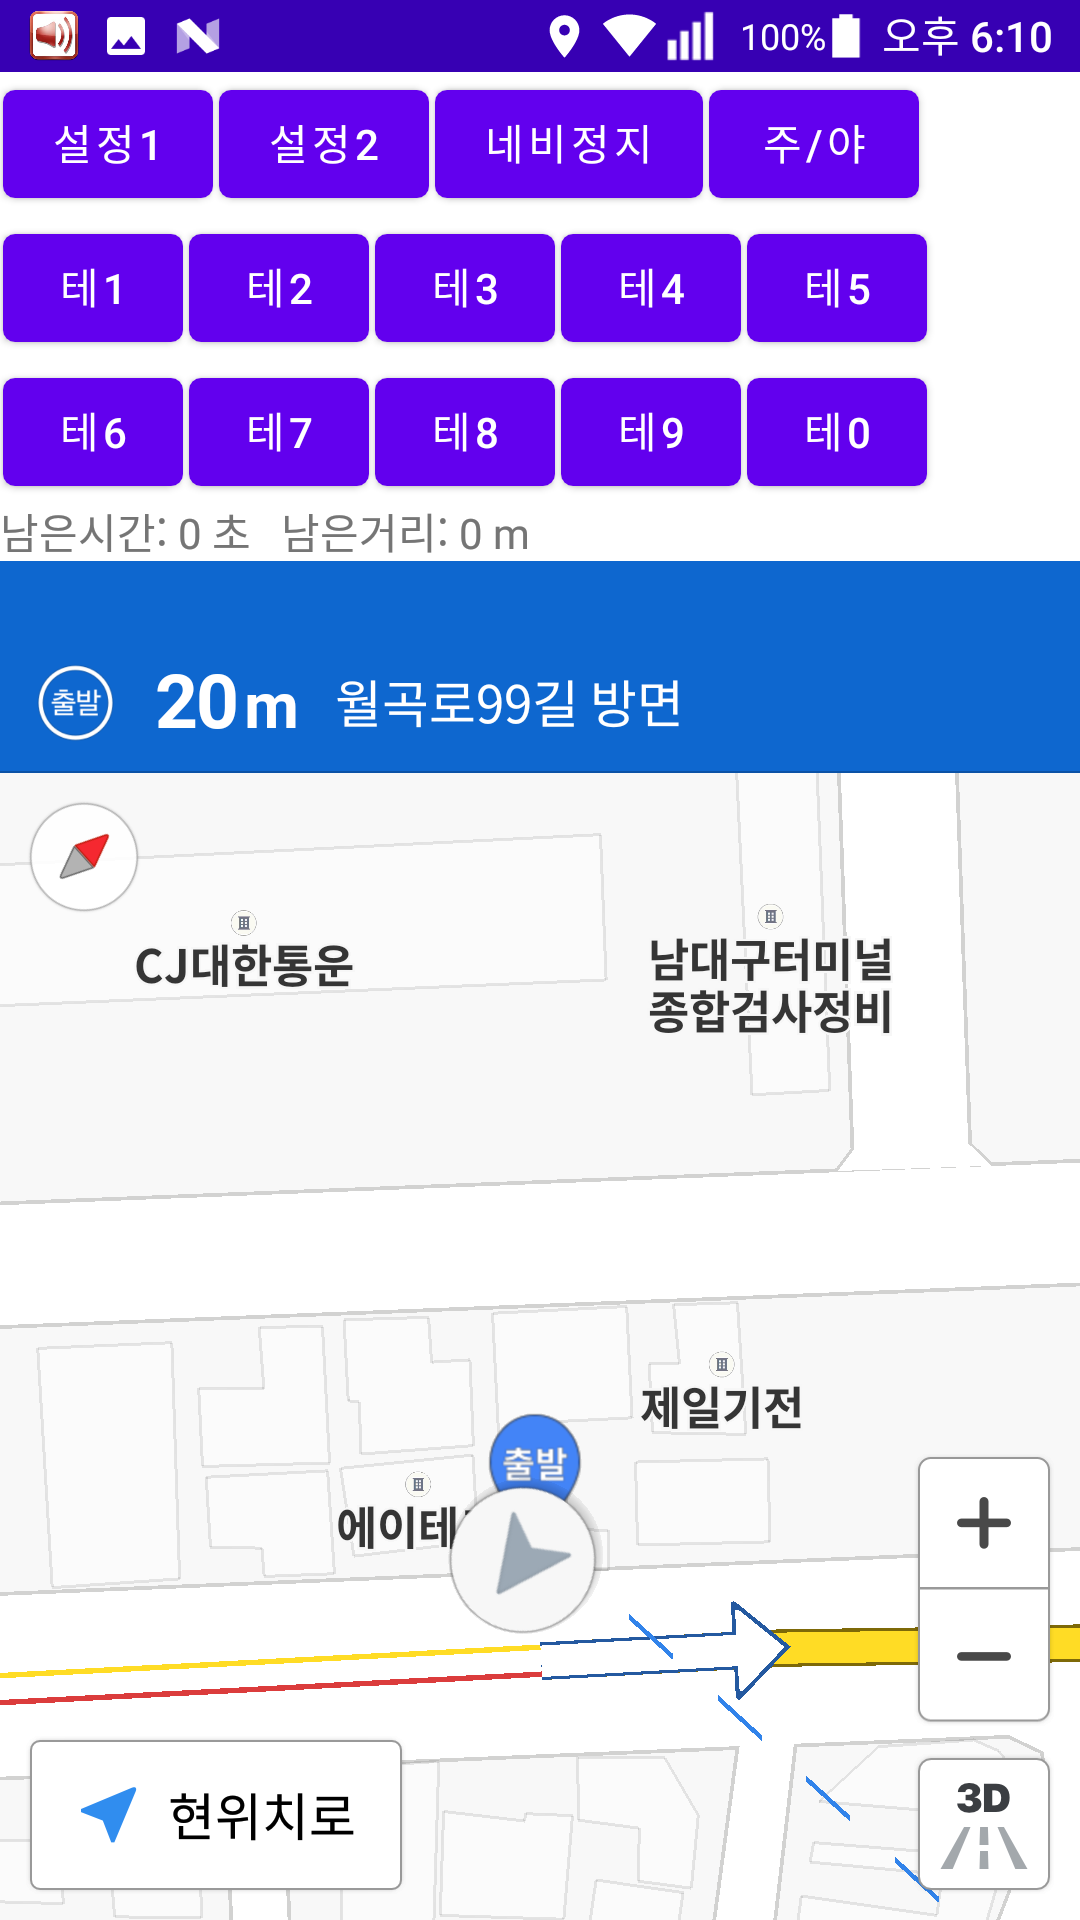 100% 오후 6:10
설정1 설정2 네비정지 주/야
테1 테2 테3 테4 테5
테6 테7 테8 테9 테0
남은시간: 0 초 남은거리: 0 m
출발 20m 월곡로99길 방면
CJ대한통운
남대구터미널
종합검사정비
제일기전
출발
에이테
+
−
현위치로
3D